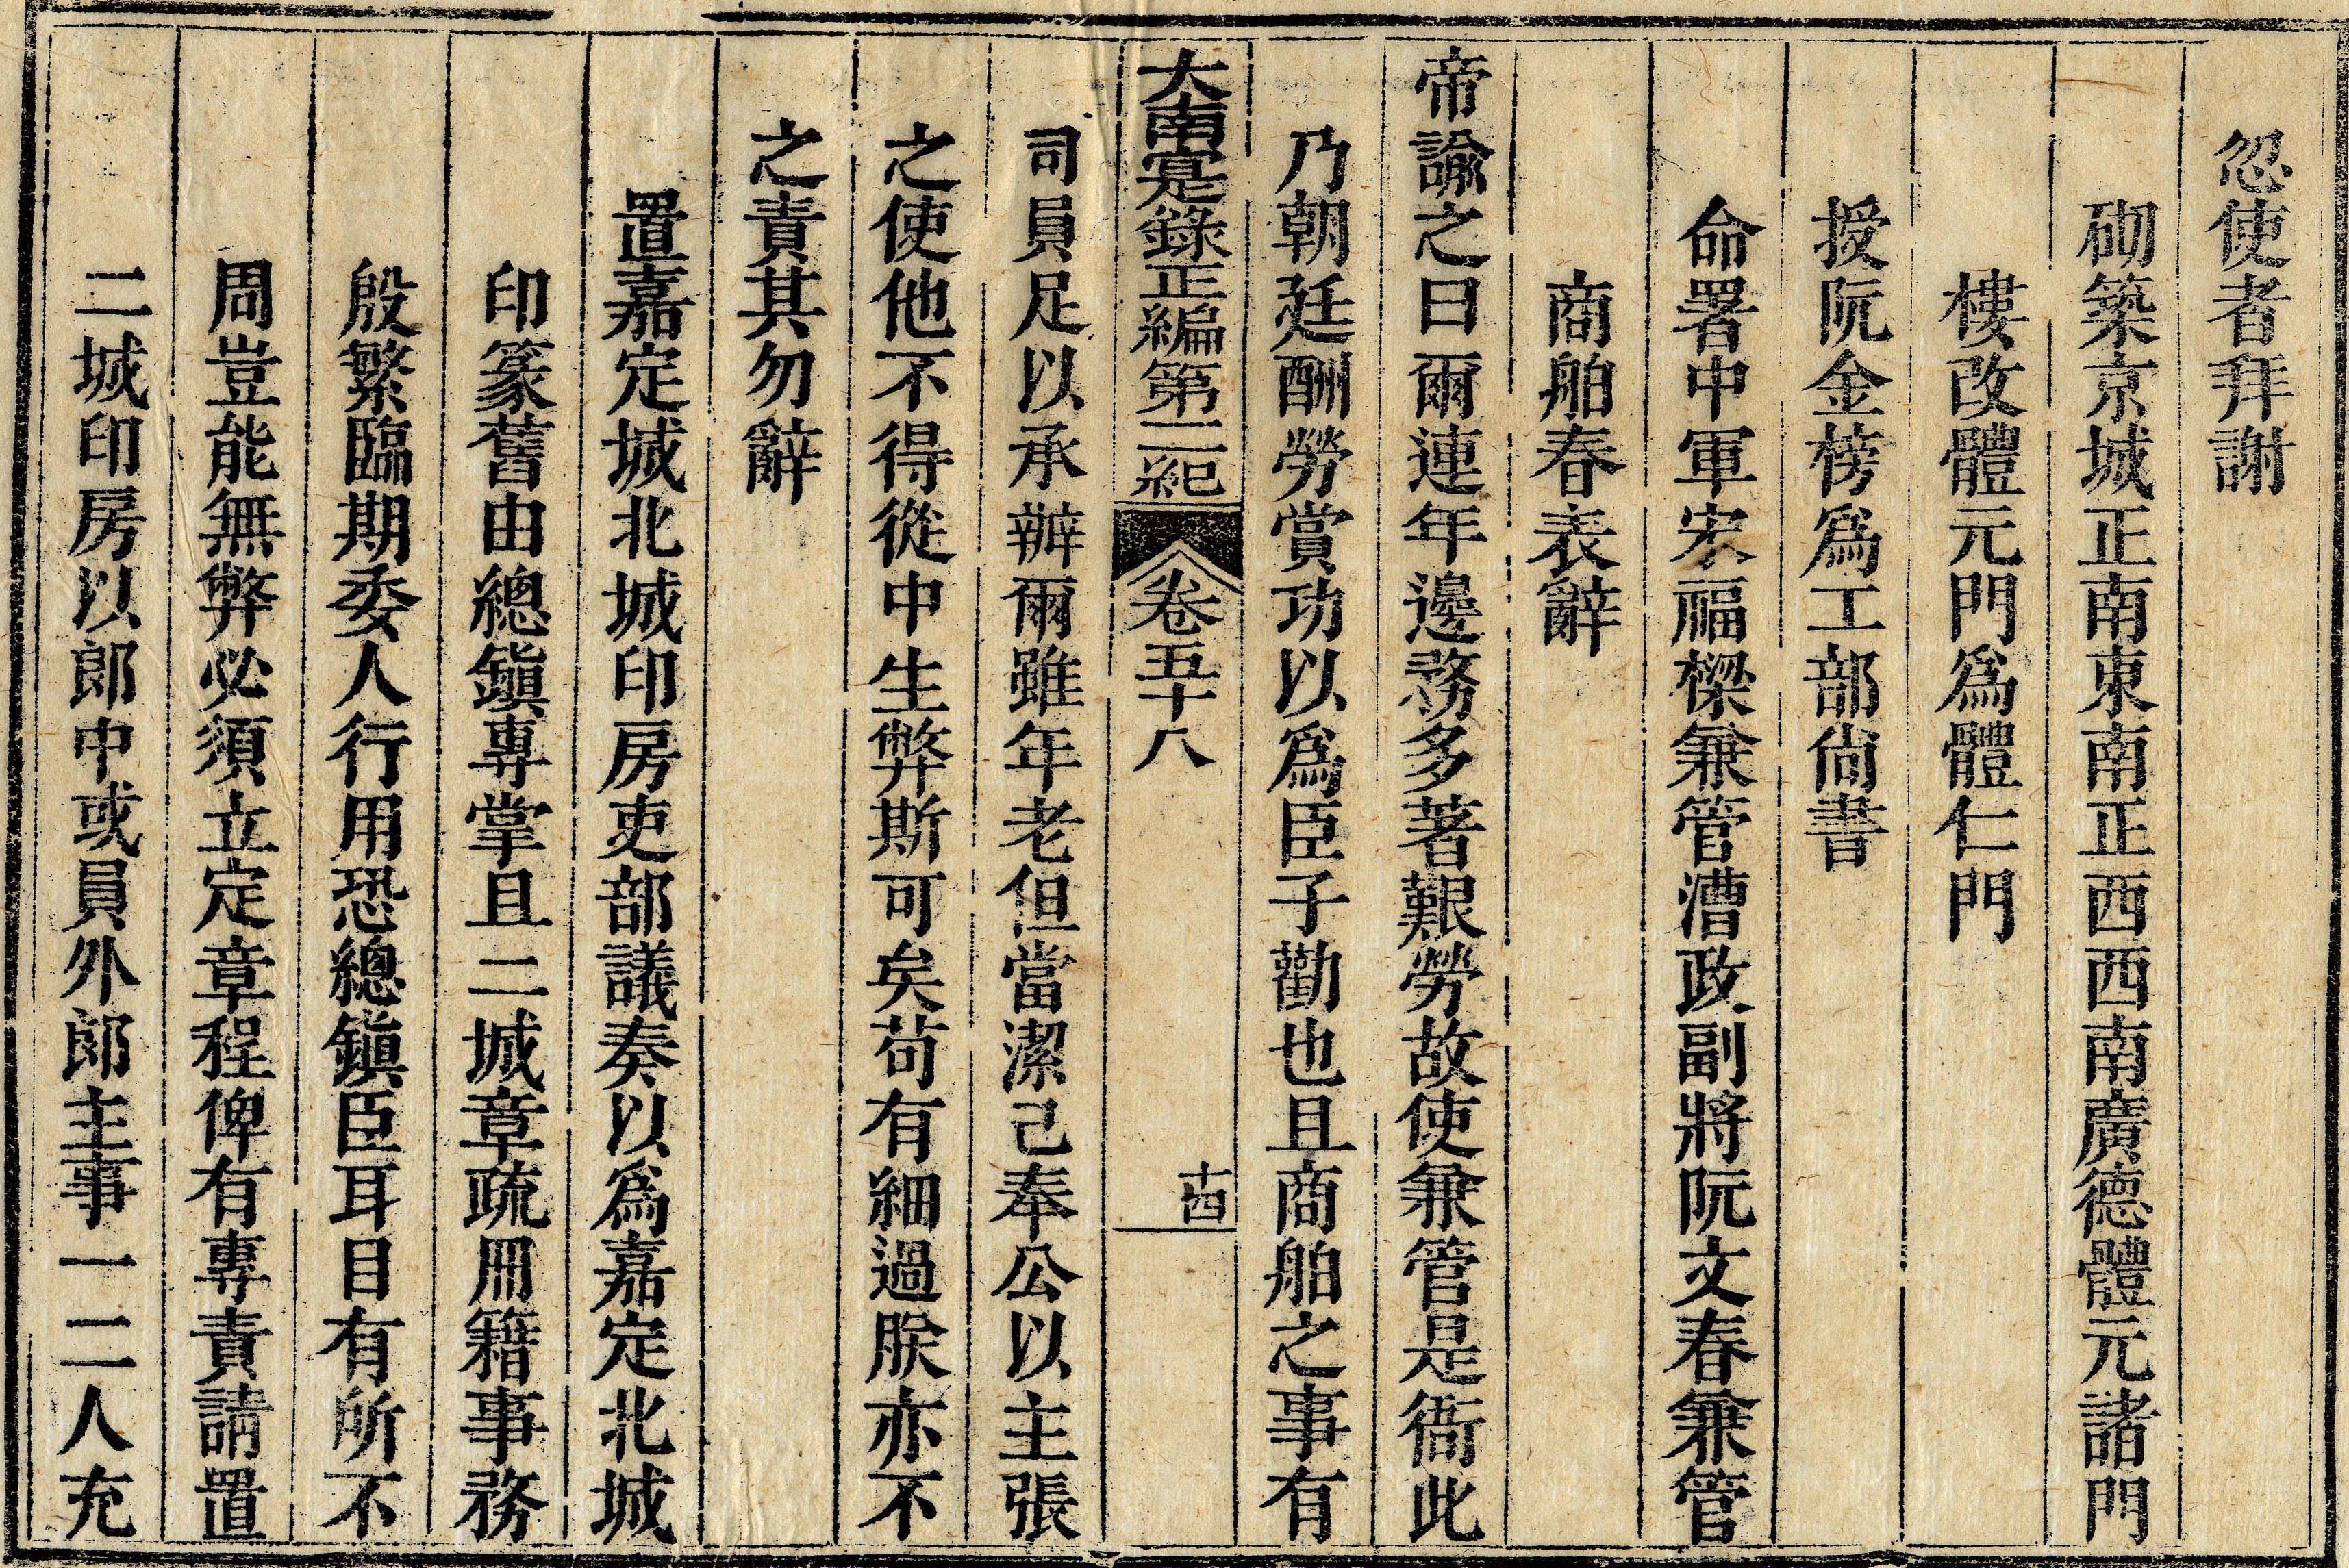 忽使者拜謝
砌築京城正南東南正西西南廣德體元諸門
樓改體元門爲體仁門
授阮金榜爲工部尙書
命署中軍宋福樑兼管漕政副將阮文春兼管
商舶春表辭
帝諭之曰爾連年邊務多著艱勞故使兼管是衙此
乃朝廷酬勞賞功以爲臣子勸也且商舶之事有
大南寔錄正編第二紀 卷五十八 十四
司員足以承辦爾雖年老但當潔己奉公以主張
之使他不得從中生弊斯可矣苟有細過朕亦不
之責其勿辭
置嘉定城北城印房吏部議奏以爲嘉定北城
印篆舊由總鎭專掌且二城章疏冊籍事務
殷繁臨期委人行用恐總鎭臣耳目有所不
周豈能無弊必須立定章程俾有專責請置
二城印房以郎中或員外郎主事一二人充